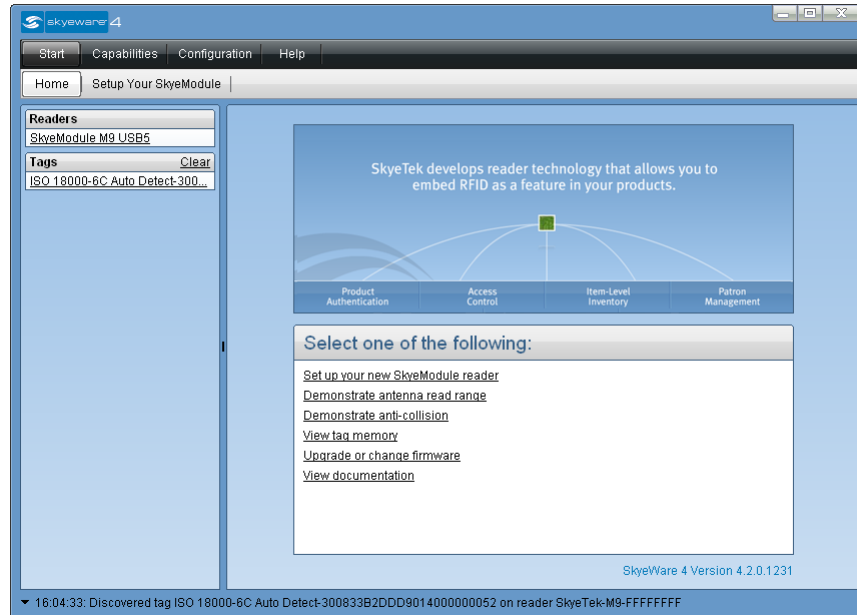 skyeware 4
Start Capabilities Configuration Help
Home Setup Your SkyeModule
Readers
SkyeModule M9 USB5
Tags Clear
ISO 18000-6C Auto Detect-300...
SkyeTek develops reader technology that allows you to
embed RFID as a feature in your products.
Product Authentication
Access Control
Item-Level Inventory
Patron Management
Select one of the following:
Set up your new SkyeModule reader
Demonstrate antenna read range
Demonstrate anti-collision
View tag memory
Upgrade or change firmware
View documentation
SkyeWare 4 Version 4.2.0.1231
16:04:33: Discovered tag ISO 18000-6C Auto Detect-300833B2DDD9014000000052 on reader SkyeTek-M9-FFFFFFFF